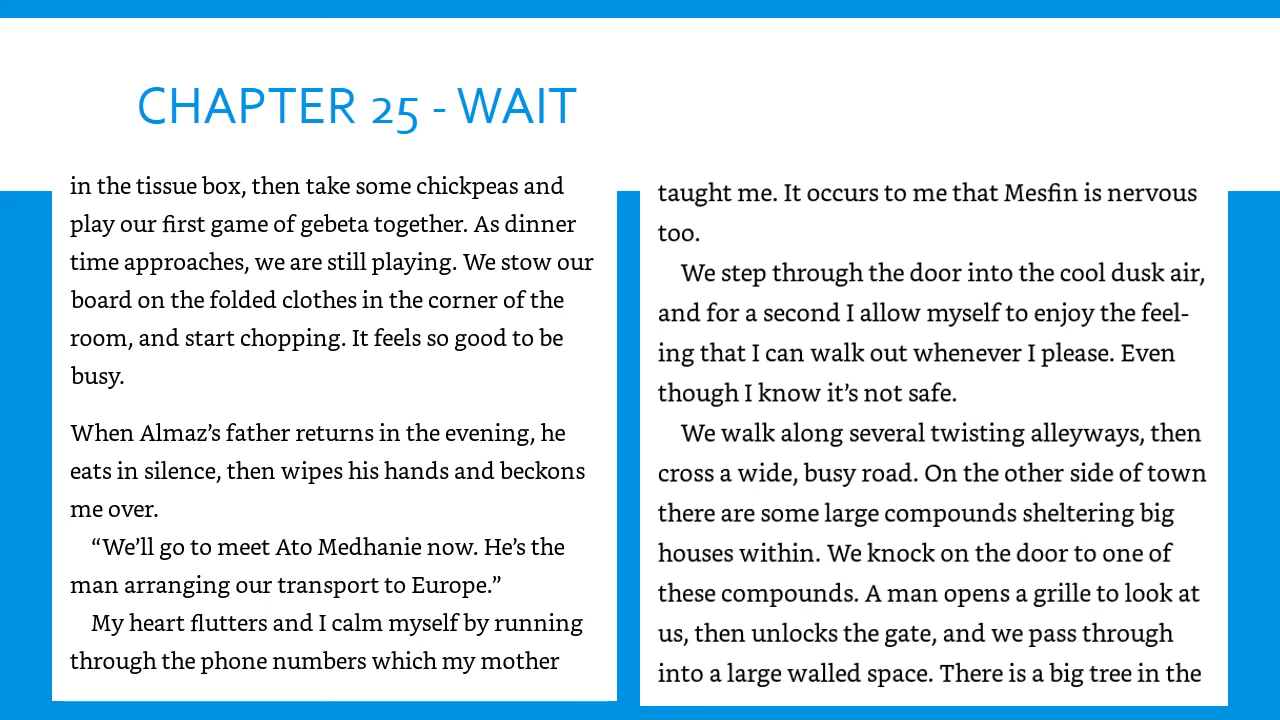 CHAPTER 25 - WAIT
in the tissue box, then take some chickpeas and
play our first game of gebeta together. As dinner
time approaches, we are still playing. We stow our
board on the folded clothes in the corner of the
room, and start chopping. It feels so good to be
busy.
When Almaz’s father returns in the evening, he
eats in silence, then wipes his hands and beckons
me over.
“We’ll go to meet Ato Medhanie now. He’s the
man arranging our transport to Europe.”
My heart flutters and I calm myself by running
through the phone numbers which my mother
taught me. It occurs to me that Mesfin is nervous
too.
We step through the door into the cool dusk air,
and for a second I allow myself to enjoy the feel-
ing that I can walk out whenever I please. Even
though I know it’s not safe.
We walk along several twisting alleyways, then
cross a wide, busy road. On the other side of town
there are some large compounds sheltering big
houses within. We knock on the door to one of
these compounds. A man opens a grille to look at
us, then unlocks the gate, and we pass through
into a large walled space. There is a big tree in the